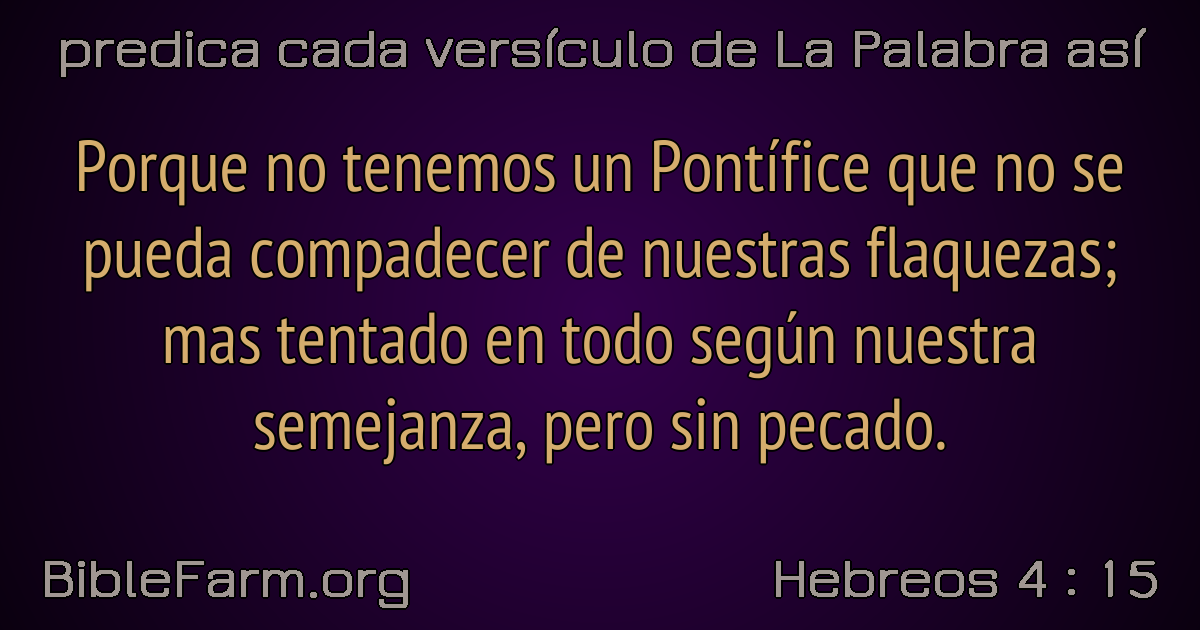 predica cada versículo de La Palabra así
Porque no tenemos un Pontífice que no se
pueda compadecer de nuestras flaquezas;
mas tentado en todo según nuestra
semejanza, pero sin pecado.
BibleFarm.org
Hebreos 4 : 15